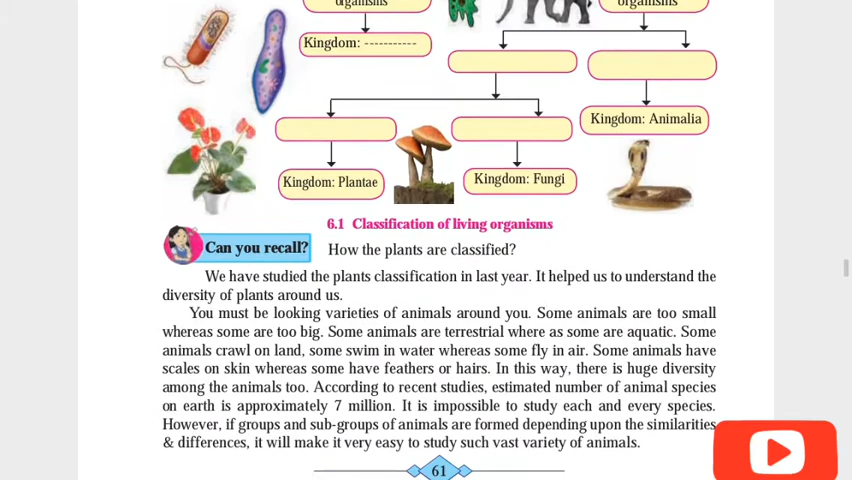 organisms
organisms
Kingdom: -----------
Kingdom: Animalia
Kingdom: Plantae
Kingdom: Fungi
6.1 Classification of living organisms
Can you recall?
How the plants are classified?
We have studied the plants classification in last year. It helped us to understand the
diversity of plants around us.
You must be looking varieties of animals around you. Some animals are too small
whereas some are too big. Some animals are terrestrial where as some are aquatic. Some
animals crawl on land, some swim in water whereas some fly in air. Some animals have
scales on skin whereas some have feathers or hairs. In this way, there is huge diversity
among the animals too. According to recent studies, estimated number of animal species
on earth is approximately 7 million. It is impossible to study each and every species.
However, if groups and sub-groups of animals are formed depending upon the similarities
& differences, it will make it very easy to study such vast variety of animals.
61